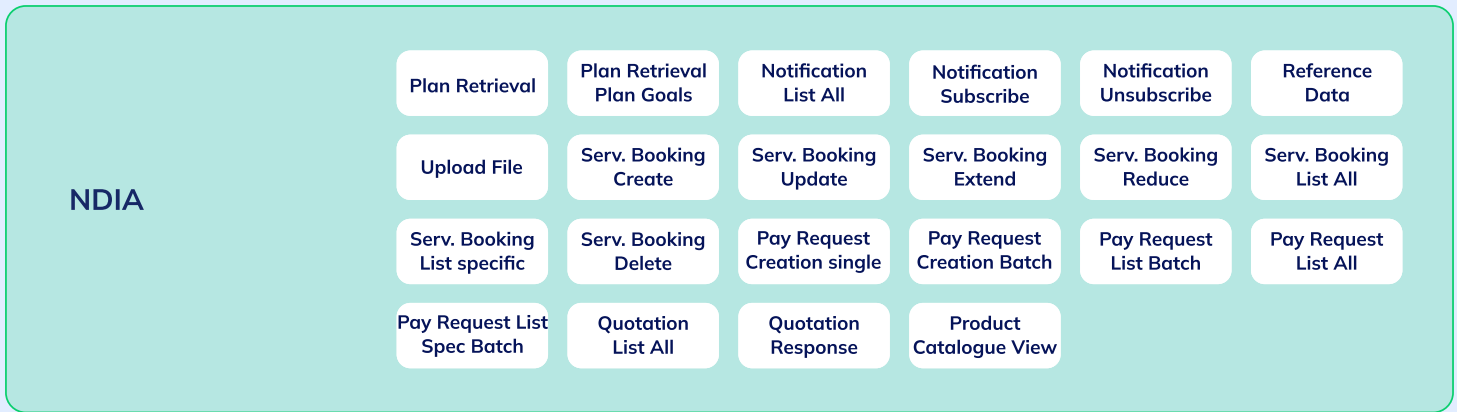 NDIA
Plan Retrieval
Plan Retrieval
Plan Goals
Notification
List All
Notification
Subscribe
Notification
Unsubscribe
Reference
Data
Upload File
Serv. Booking
Create
Serv. Booking
Update
Serv. Booking
Extend
Serv. Booking
Reduce
Serv. Booking
List All
Serv. Booking
List specific
Serv. Booking
Delete
Pay Request
Creation single
Pay Request
Creation Batch
Pay Request
List Batch
Pay Request
List All
Pay Request List
Spec Batch
Quotation
List All
Quotation
Response
Product
Catalogue View